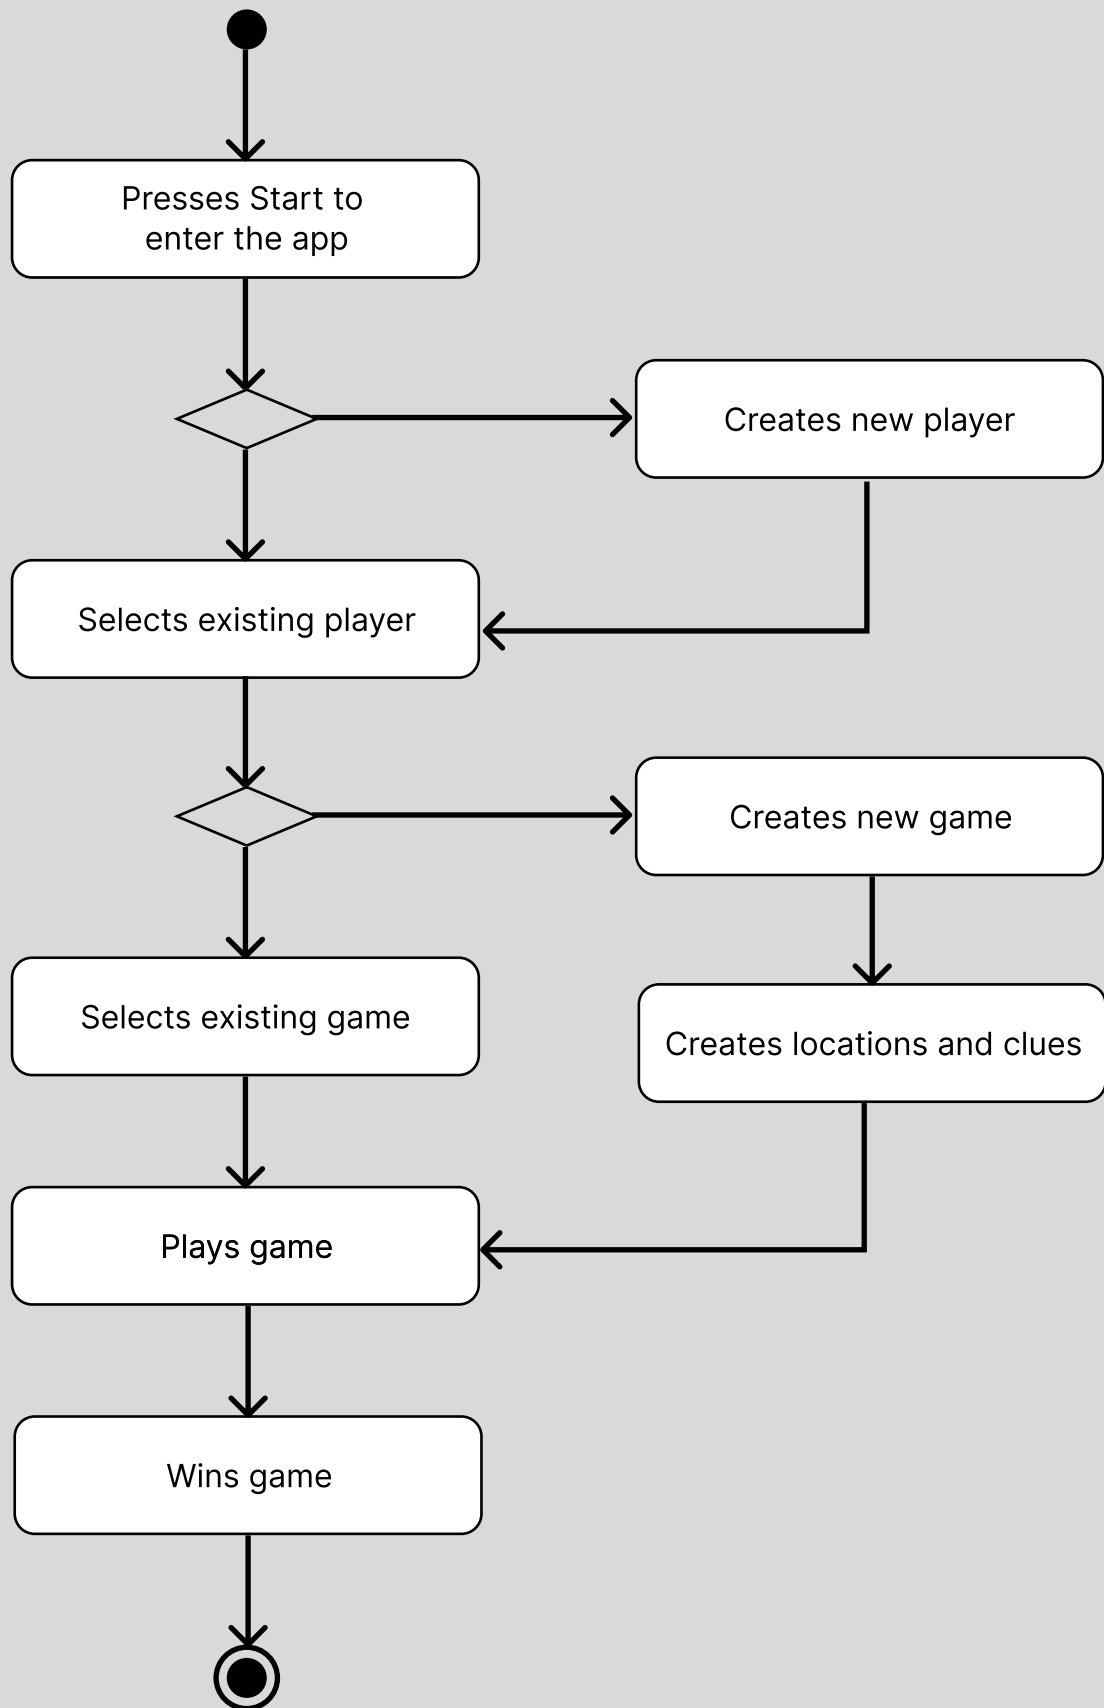 Presses Start to
enter the app
Creates new player
Selects existing player
Creates new game
Selects existing game
Creates locations and clues
Plays game
Wins game